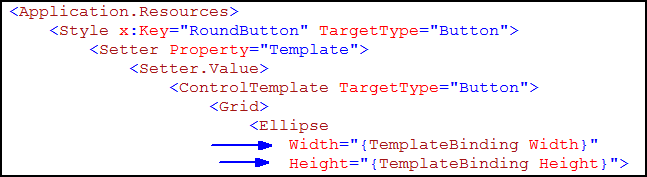 <Application.Resources>
<Style x:Key="RoundButton" TargetType="Button">
<Setter Property="Template">
<Setter.Value>
<ControlTemplate TargetType="Button">
<Grid>
<Ellipse
Width="{TemplateBinding Width}"
Height="{TemplateBinding Height}">